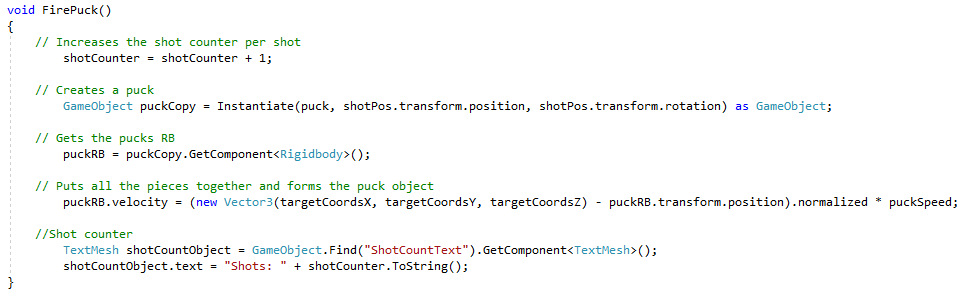 void FirePuck()
{
// Increases the shot counter per shot
shotCounter = shotCounter + 1;
// Creates a puck
GameObject puckCopy = Instantiate(puck, shotPos.transform.position, shotPos.transform.rotation) as GameObject;
// Gets the pucks RB
puckRB = puckCopy.GetComponent<Rigidbody>();
// Puts all the pieces together and forms the puck object
puckRB.velocity = (new Vector3(targetCoordsX, targetCoordsY, targetCoordsZ) - puckRB.transform.position).normalized * puckSpeed;
//Shot counter
TextMesh shotCountObject = GameObject.Find("ShotCountText").GetComponent<TextMesh>();
shotCountObject.text = "Shots: " + shotCounter.ToString();
}